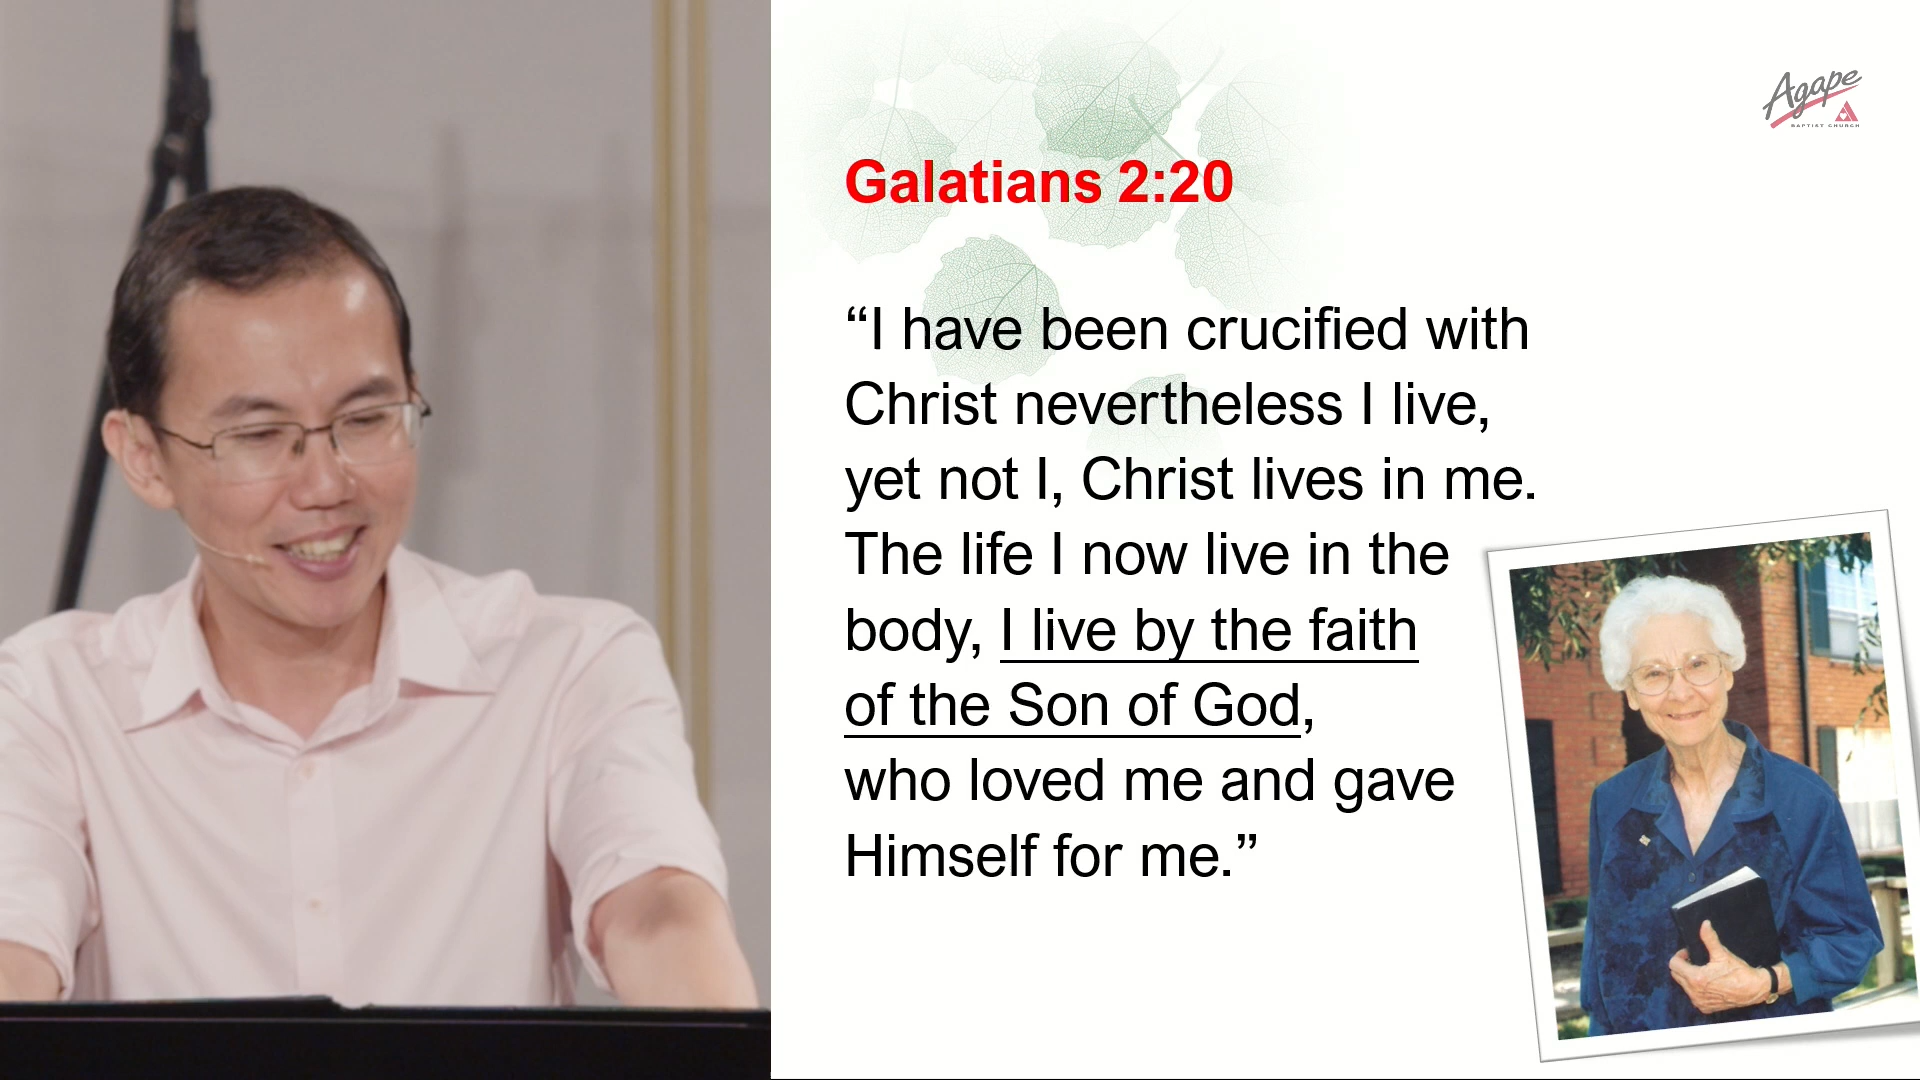 Agape
BAPTIST CHURCH
Galatians 2:20
“I have been crucified with
Christ nevertheless I live,
yet not I, Christ lives in me.
The life I now live in the
body, I live by the faith
of the Son of God,
who loved me and gave
Himself for me.”